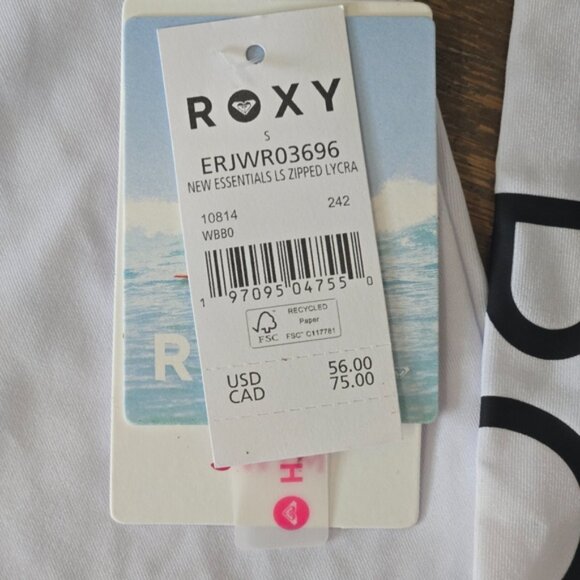 ROXY
S
ERJWR03696
NEW ESSENTIALS LS ZIPPED LYCRA
10814 242
WBB0
1 97095 04755 0
FSC
RECYCLED
Paper
FSC® C117781
USD 56.00
CAD 75.00
R
H